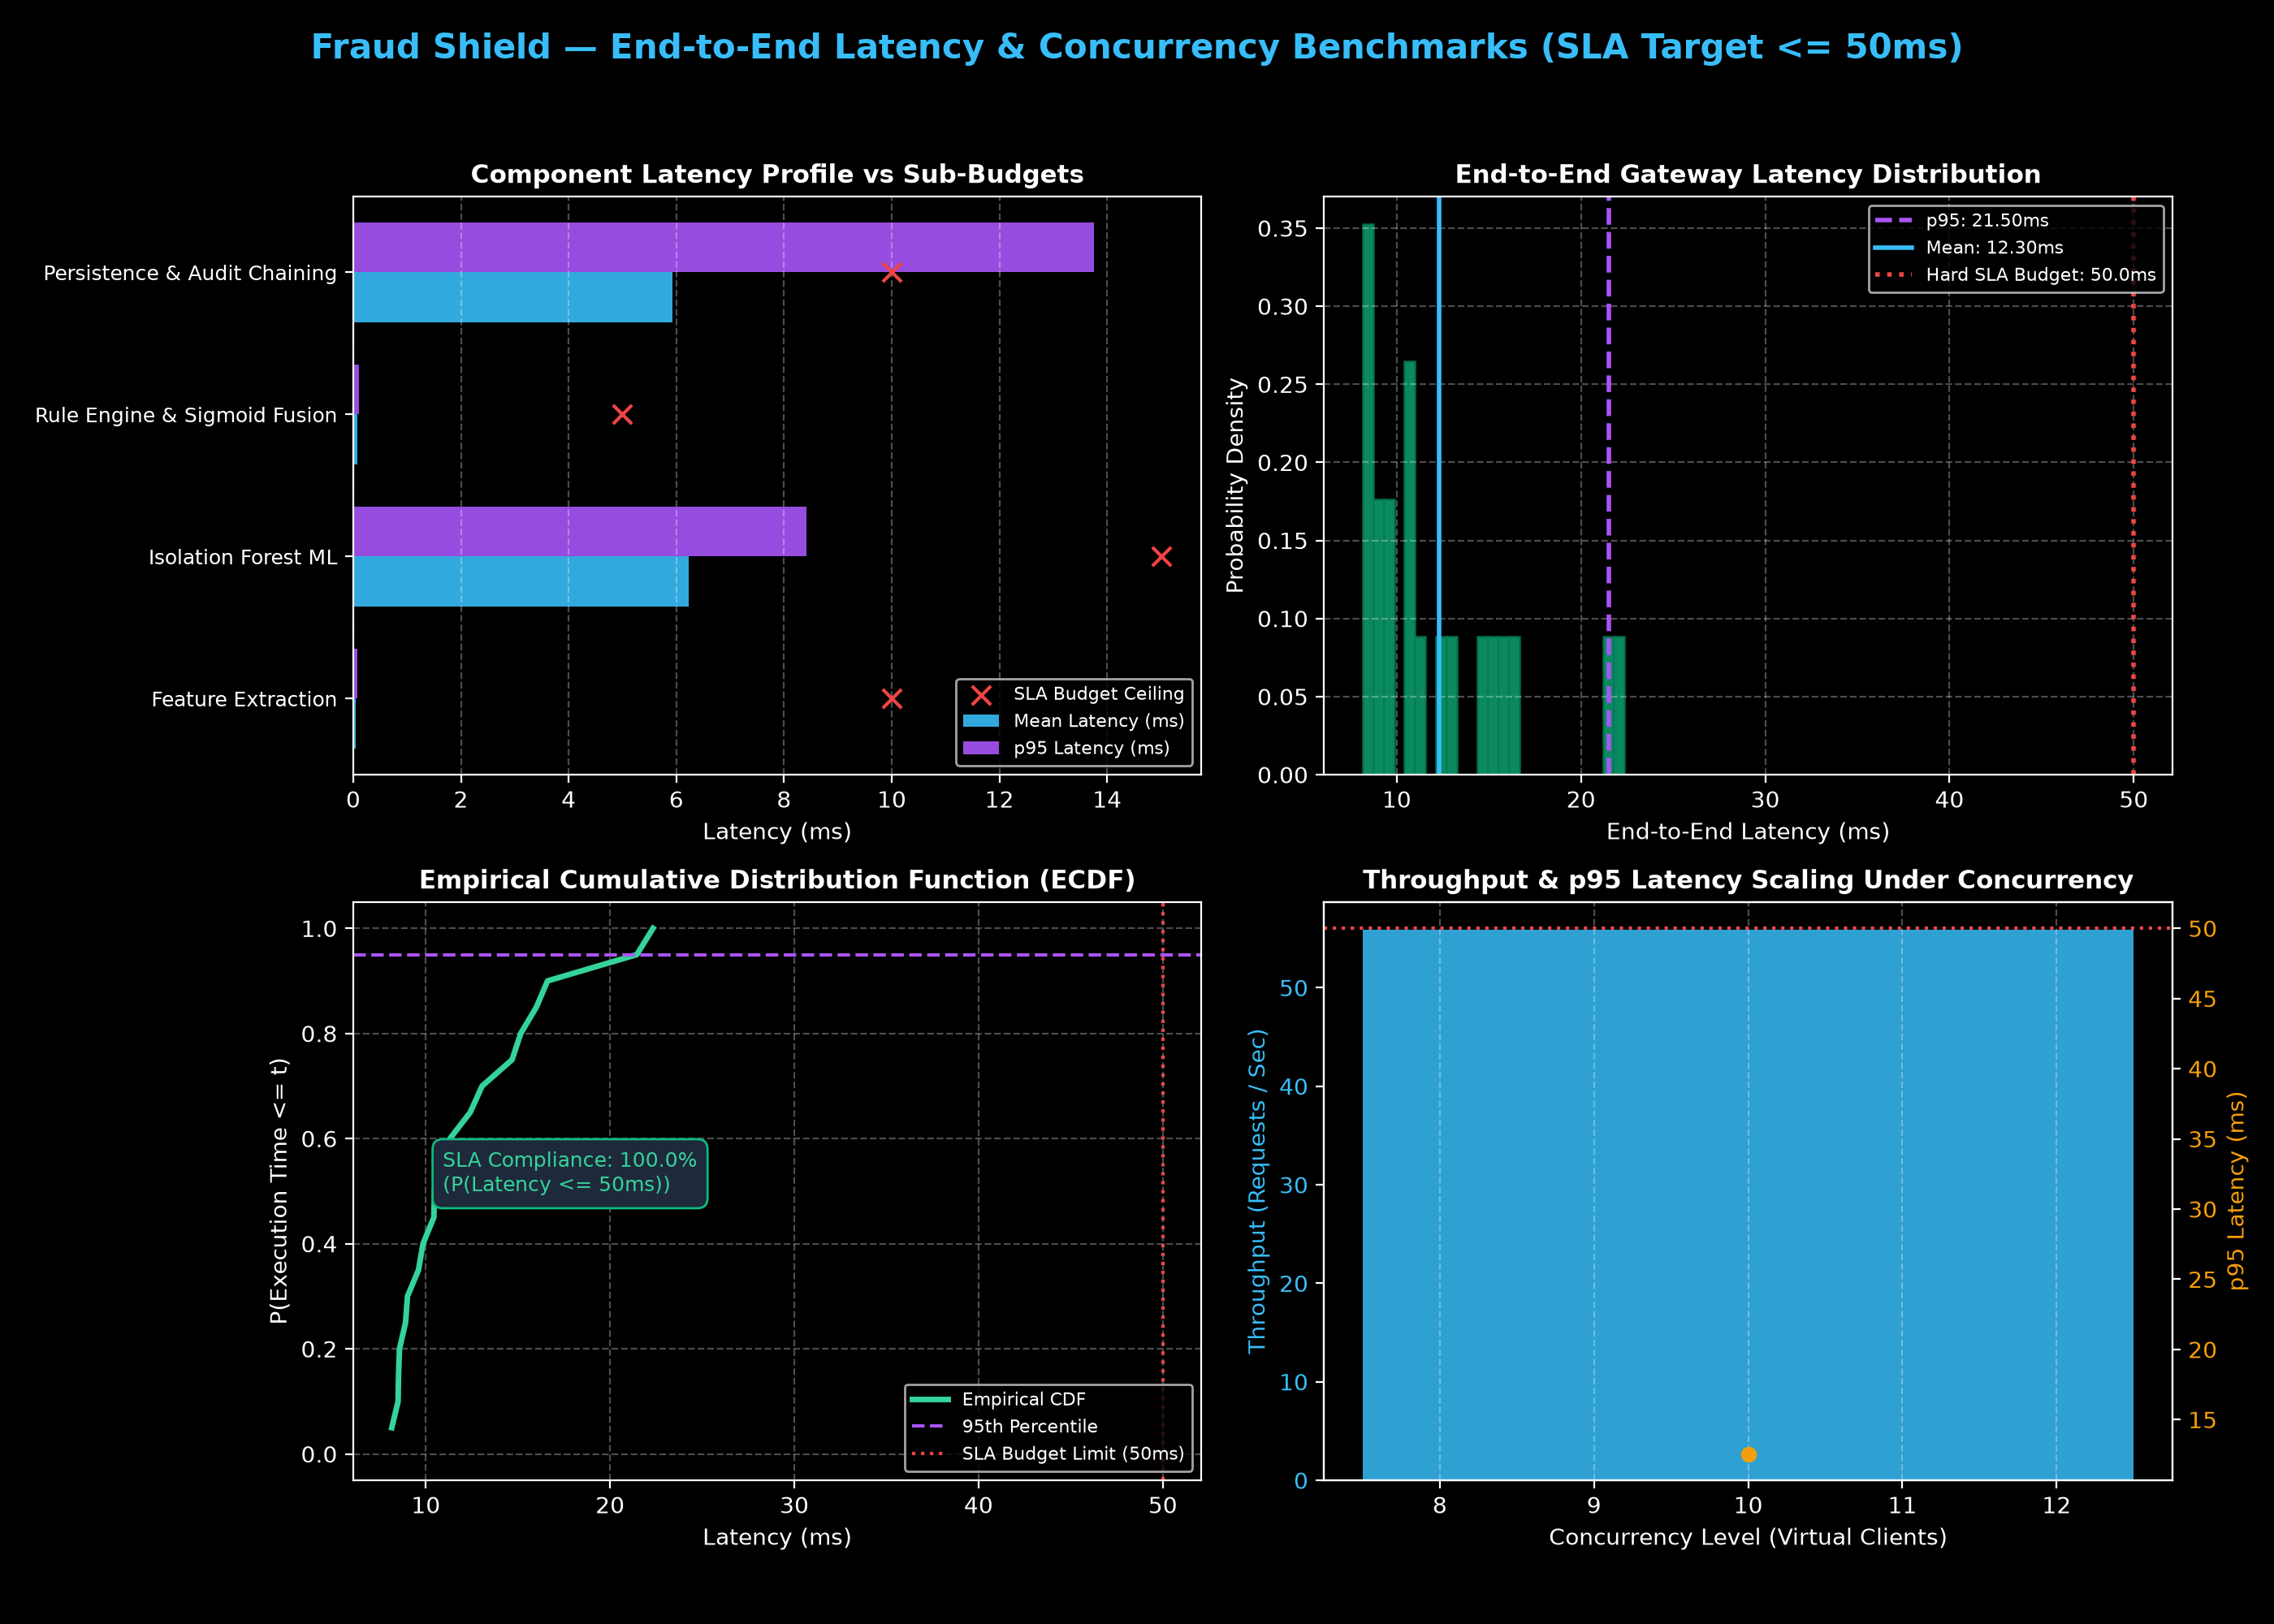 Fraud Shield — End-to-End Latency & Concurrency Benchmarks (SLA Target <= 50ms)
Component Latency Profile vs Sub-Budgets
Persistence & Audit Chaining
Rule Engine & Sigmoid Fusion
Isolation Forest ML
Feature Extraction
SLA Budget Ceiling
Mean Latency (ms)
p95 Latency (ms)
0 2 4 6 8 10 12 14
Latency (ms)
End-to-End Gateway Latency Distribution
Probability Density
0.35
0.30
0.25
0.20
0.15
0.10
0.05
0.00
p95: 21.50ms
Mean: 12.30ms
Hard SLA Budget: 50.0ms
10 20 30 40 50
End-to-End Latency (ms)
Empirical Cumulative Distribution Function (ECDF)
P(Execution Time <= t)
1.0
0.8
0.6
0.4
0.2
0.0
SLA Compliance: 100.0%
(P(Latency <= 50ms))
Empirical CDF
95th Percentile
SLA Budget Limit (50ms)
10 20 30 40 50
Latency (ms)
Throughput & p95 Latency Scaling Under Concurrency
Throughput (Requests / Sec)
50
40
30
20
10
0
50
45
40
35
30
25
20
15
p95 Latency (ms)
8 9 10 11 12
Concurrency Level (Virtual Clients)